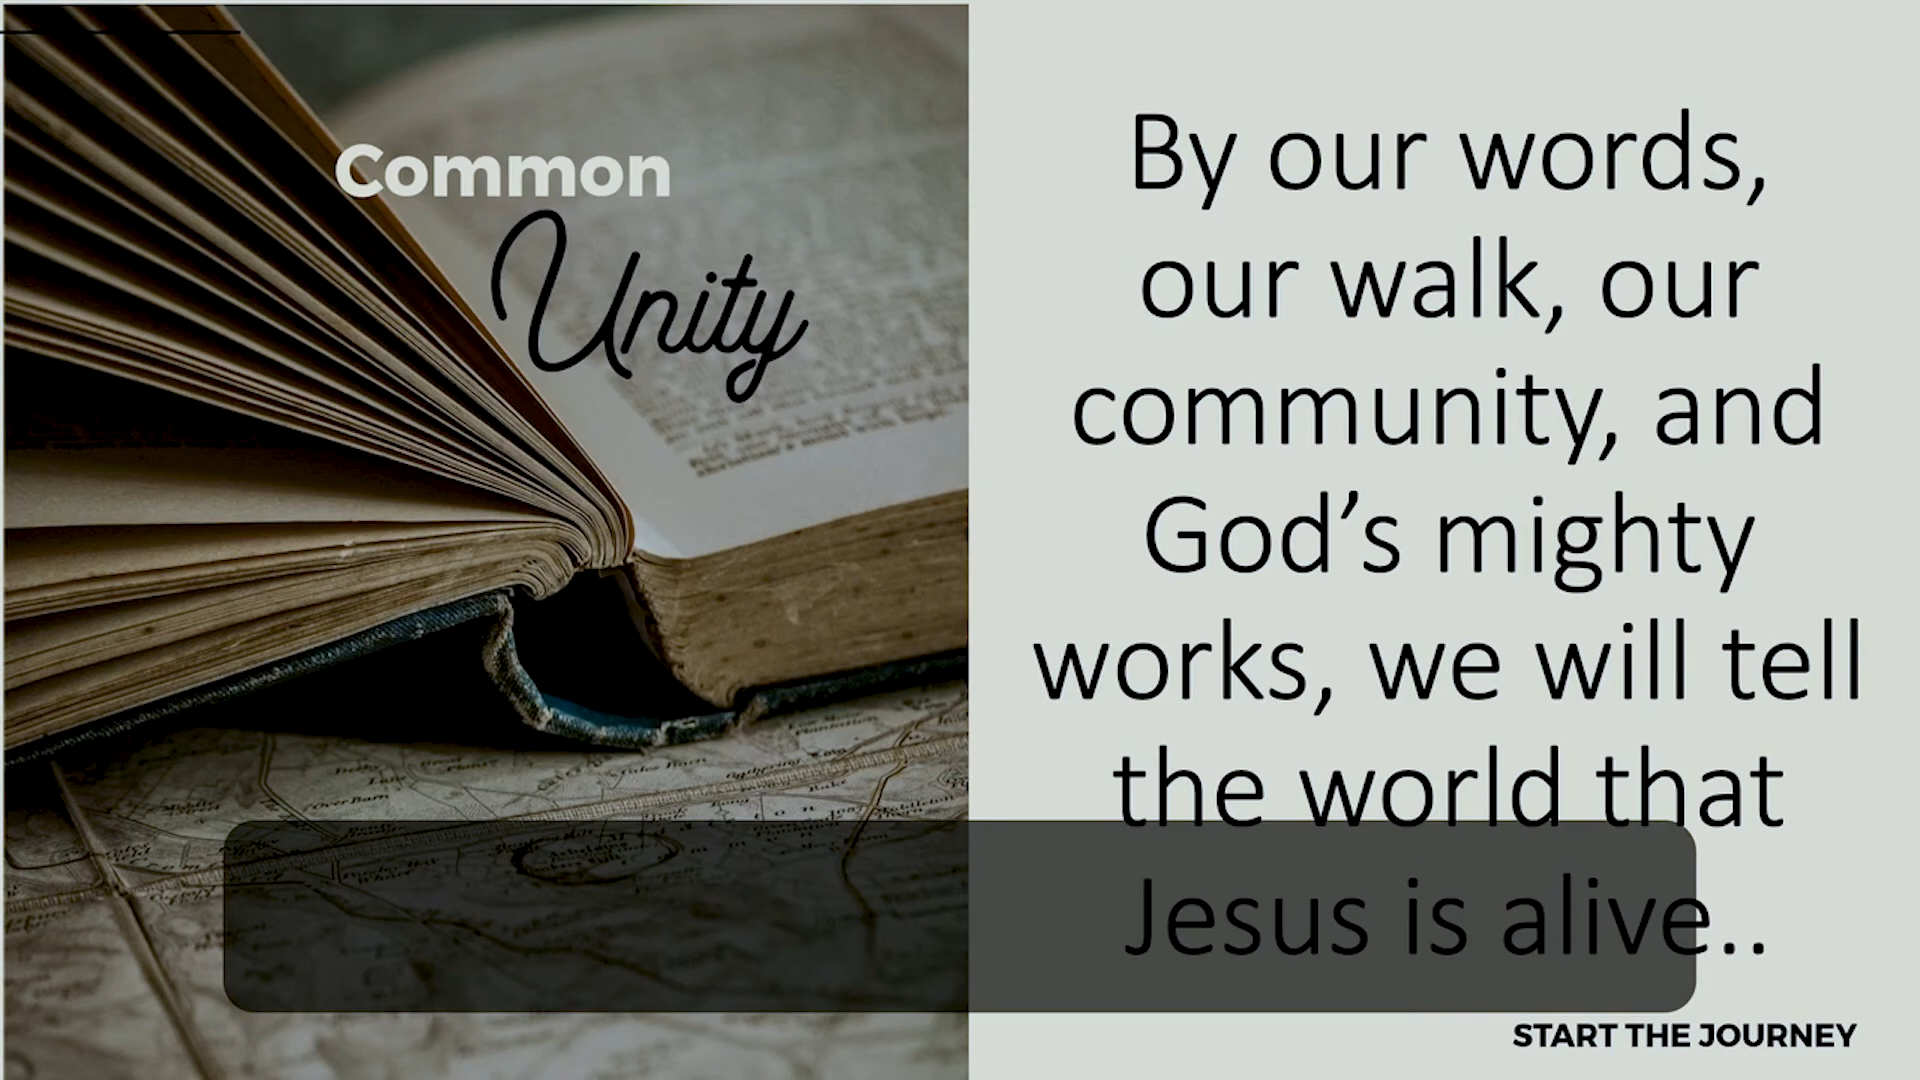 Common
Unity
By our words,
our walk, our
community, and
God’s mighty
works, we will tell
the world that
Jesus is alive..
START THE JOURNEY